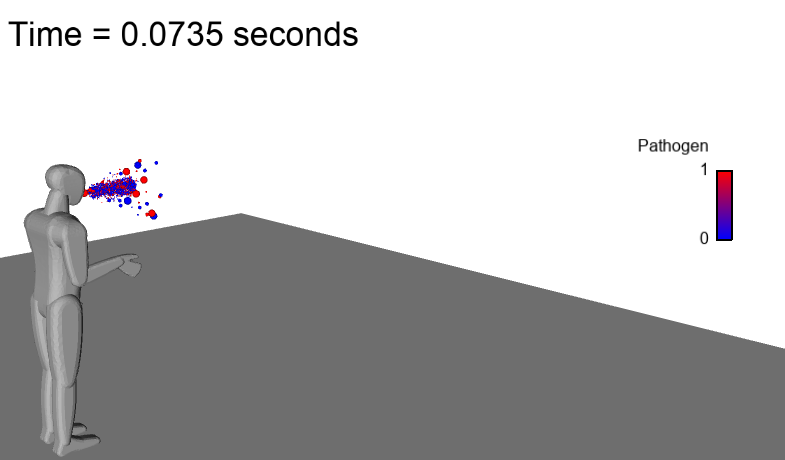 Time = 0.0735 seconds
Pathogen
1
0